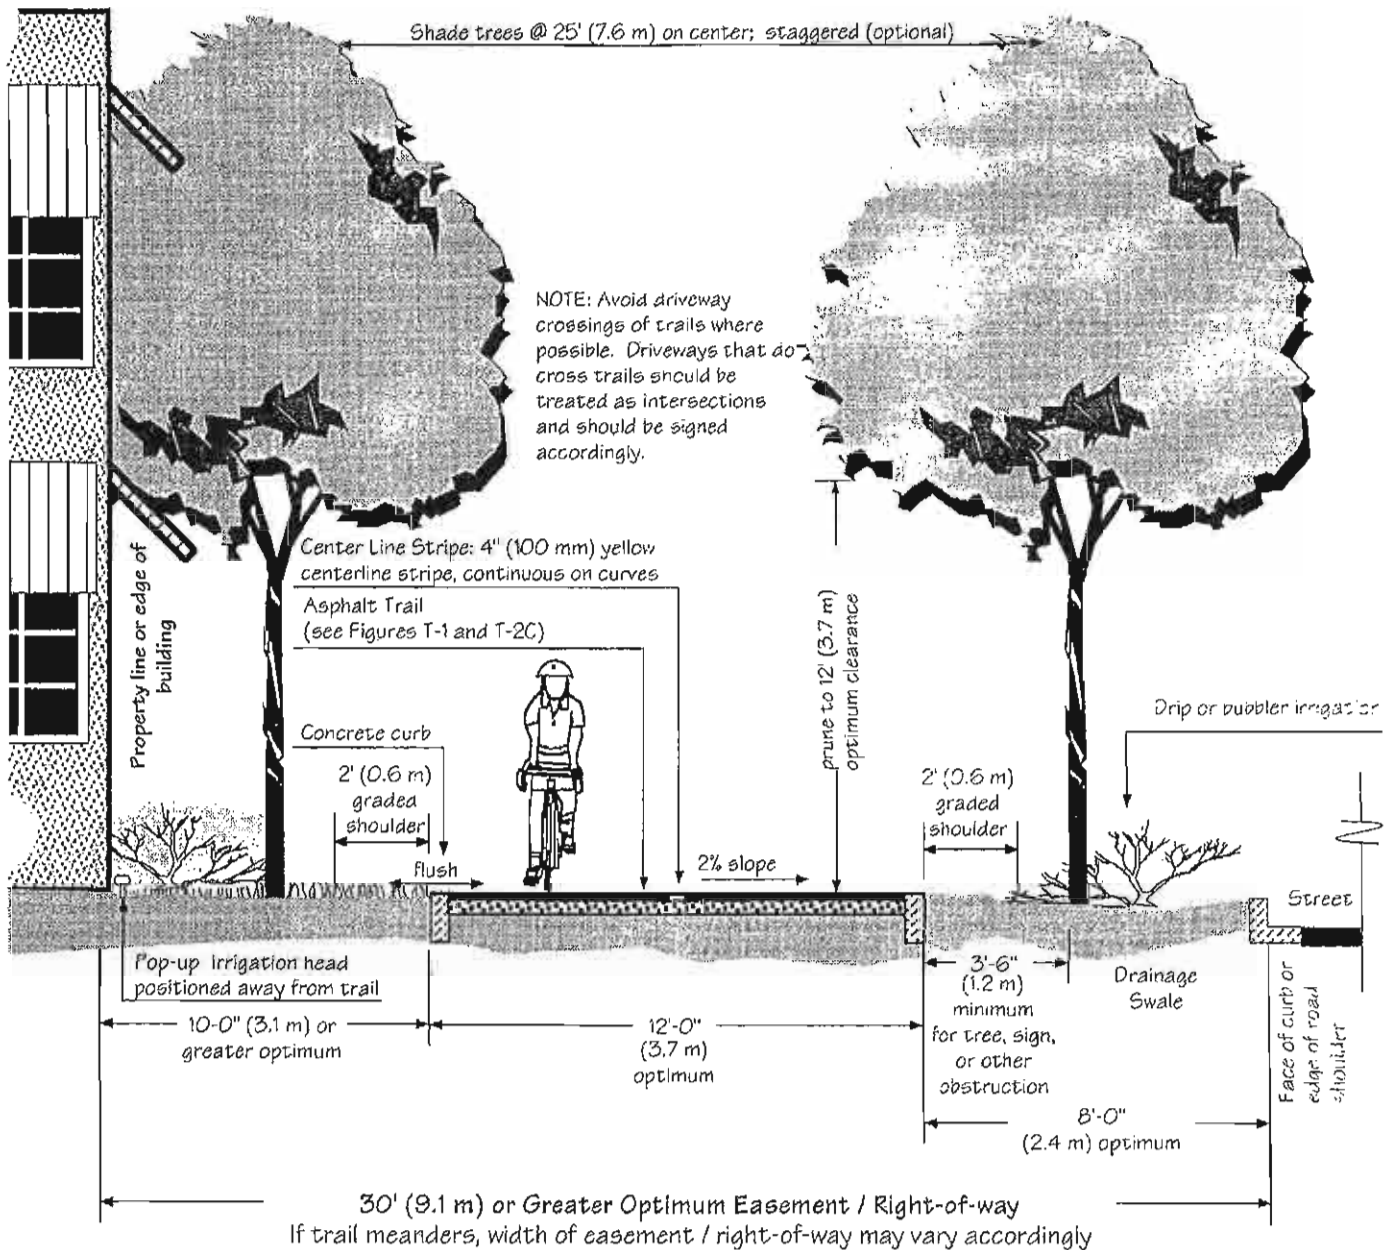 Shade trees @ 25' (7.6 m) on center; staggered (optional)
NOTE: Avoid driveway
crossings of trails where
possible. Driveways that do
cross trails should be
treated as intersections
and should be signed
accordingly.
Center Line Stripe: 4" (100 mm) yellow
centerline stripe, continuous on curves
Asphalt Trail
(see Figures T-1 and T-2C)
Property line or edge of
building
Concrete curb
2' (0.6 m)
graded
shoulder
flush
2% slope
prune to 12' (3.7 m)
optimum clearance
Drip or bubbler irrigation
2' (0.6 m)
graded
shoulder
Street
Pop-up irrigation head
positioned away from trail
3'-6"
(1.2 m)
minimum
for tree, sign,
or other
obstruction
Drainage
Swale
Face of curb or
edge of road
shoulder
10-0" (3.1 m) or
greater optimum
12'-0"
(3.7 m)
optimum
8'-0"
(2.4 m) optimum
30' (9.1 m) or Greater Optimum Easement / Right-of-way
If trail meanders, width of easement / right-of-way may vary accordingly